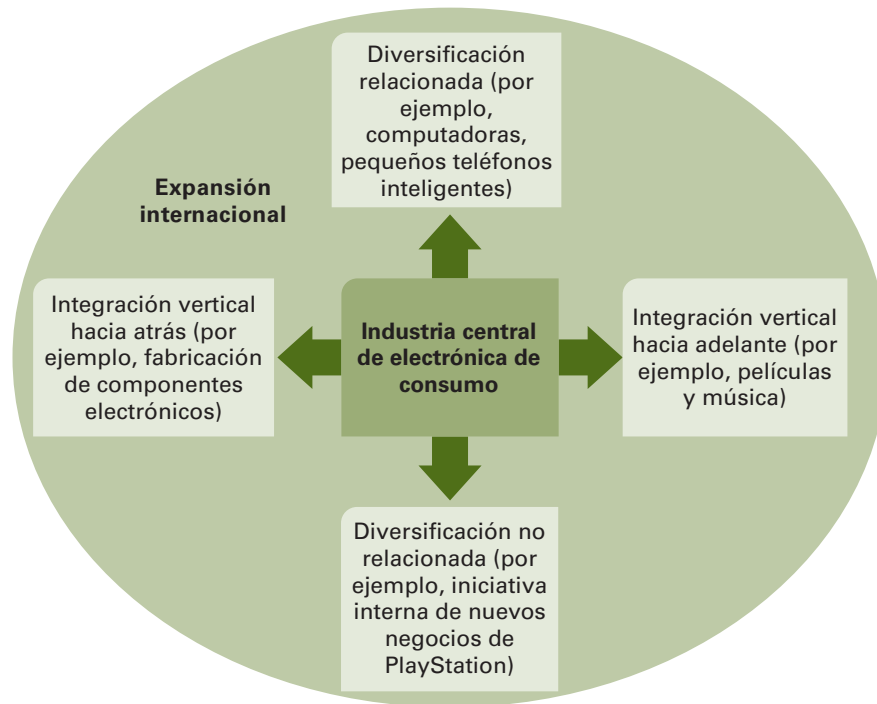 Diversificación
relacionada (por
ejemplo,
computadoras,
pequeños teléfonos
inteligentes)
Expansión
internacional
Integración vertical
hacia atrás (por
ejemplo, fabricación
de componentes
electrónicos)
Industria central
de electrónica de
consumo
Integración vertical
hacia adelante (por
ejemplo, películas
y música)
Diversificación no
relacionada (por
ejemplo, iniciativa
interna de nuevos
negocios de
PlayStation)